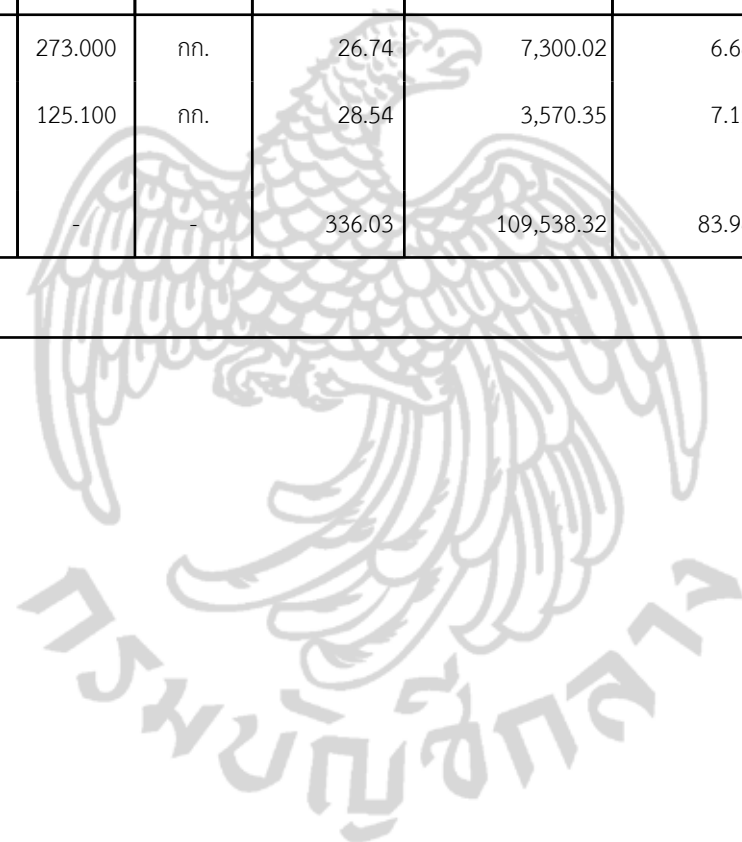 273.000 กก. 26.74 7,300.02 6.6
125.100 กก. 28.54 3,570.35 7.1
- - 336.03 109,538.32 83.9
กรมบัญชีกลาง